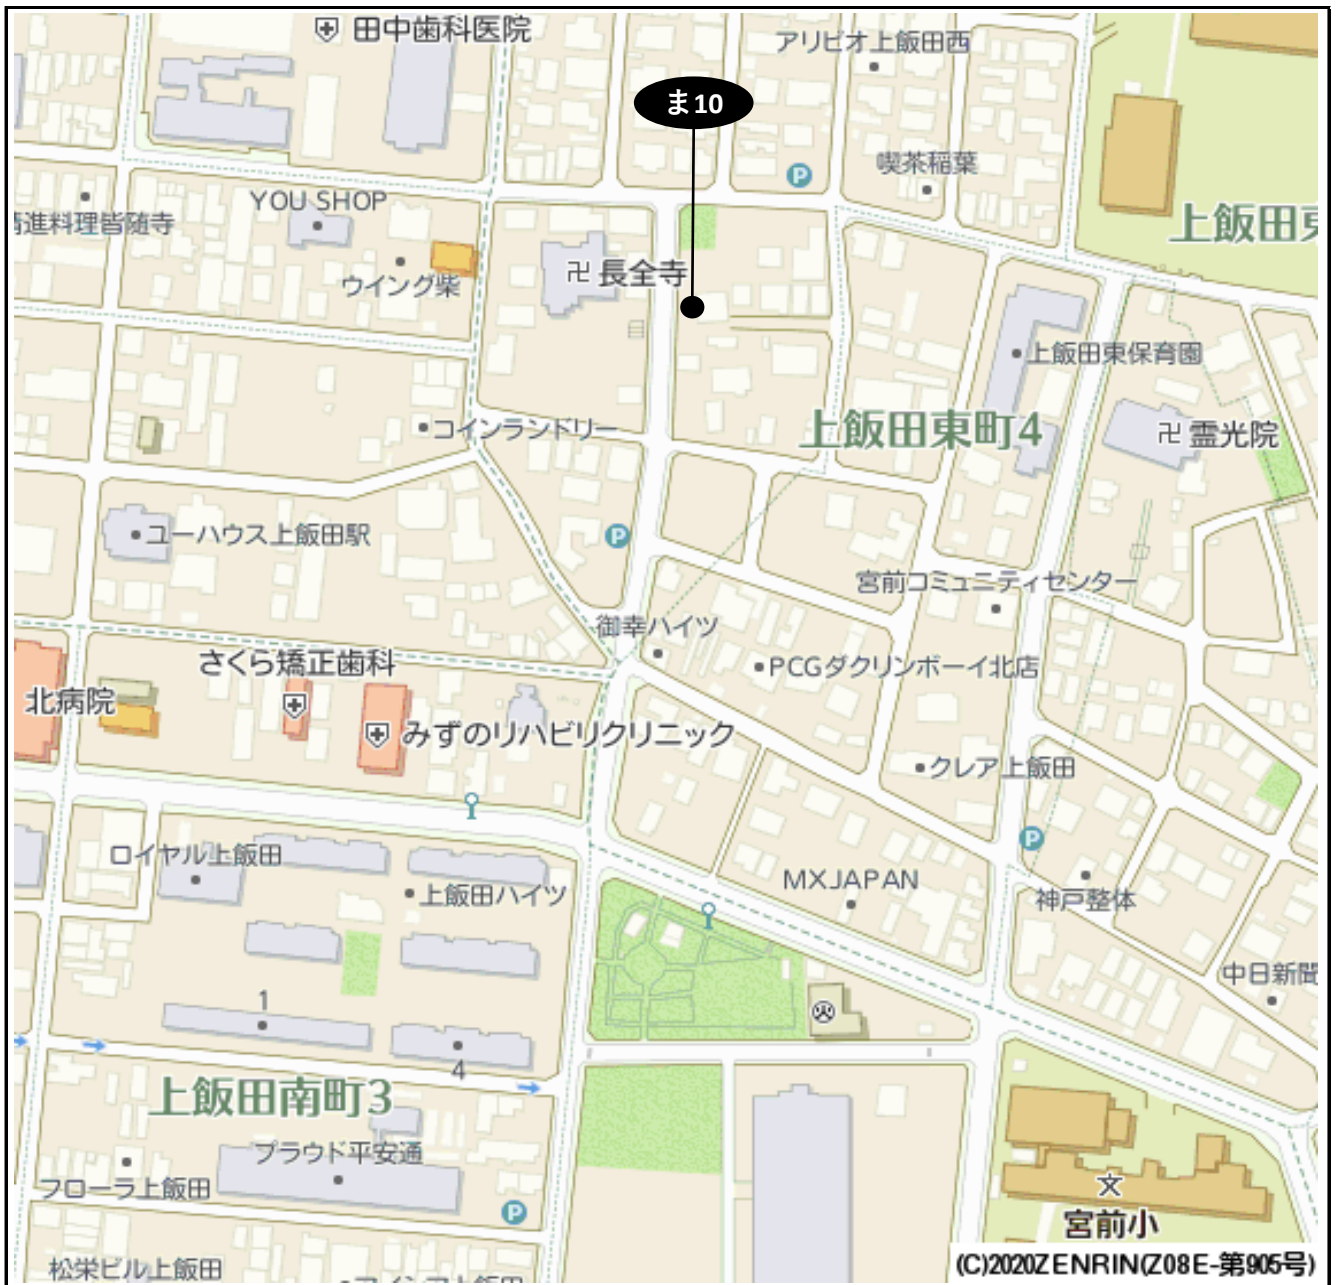 田中歯科医院
アリビオ上飯田西
ま10
喫茶稲葉
YOU SHOP
精進料理皆随寺
上飯田東
卍 長全寺
ウイング柴
上飯田東保育園
コインランドリー
上飯田東町4
卍 霊光院
P
ユーハウス上飯田駅
P
宮前コミュニティセンター
御幸ハイツ
さくら矯正歯科
PCGダクリンボーイ北店
北病院
みずのリハビリクリニック
クレア上飯田
P
ロイヤル上飯田
上飯田ハイツ
MXJAPAN
神戸整体
中日新聞
1
4
上飯田南町3
プラウド平安通
フローラ上飯田
P
文
宮前小
松栄ビル上飯田
(C)2020ZENRIN(Z08E-第905号)